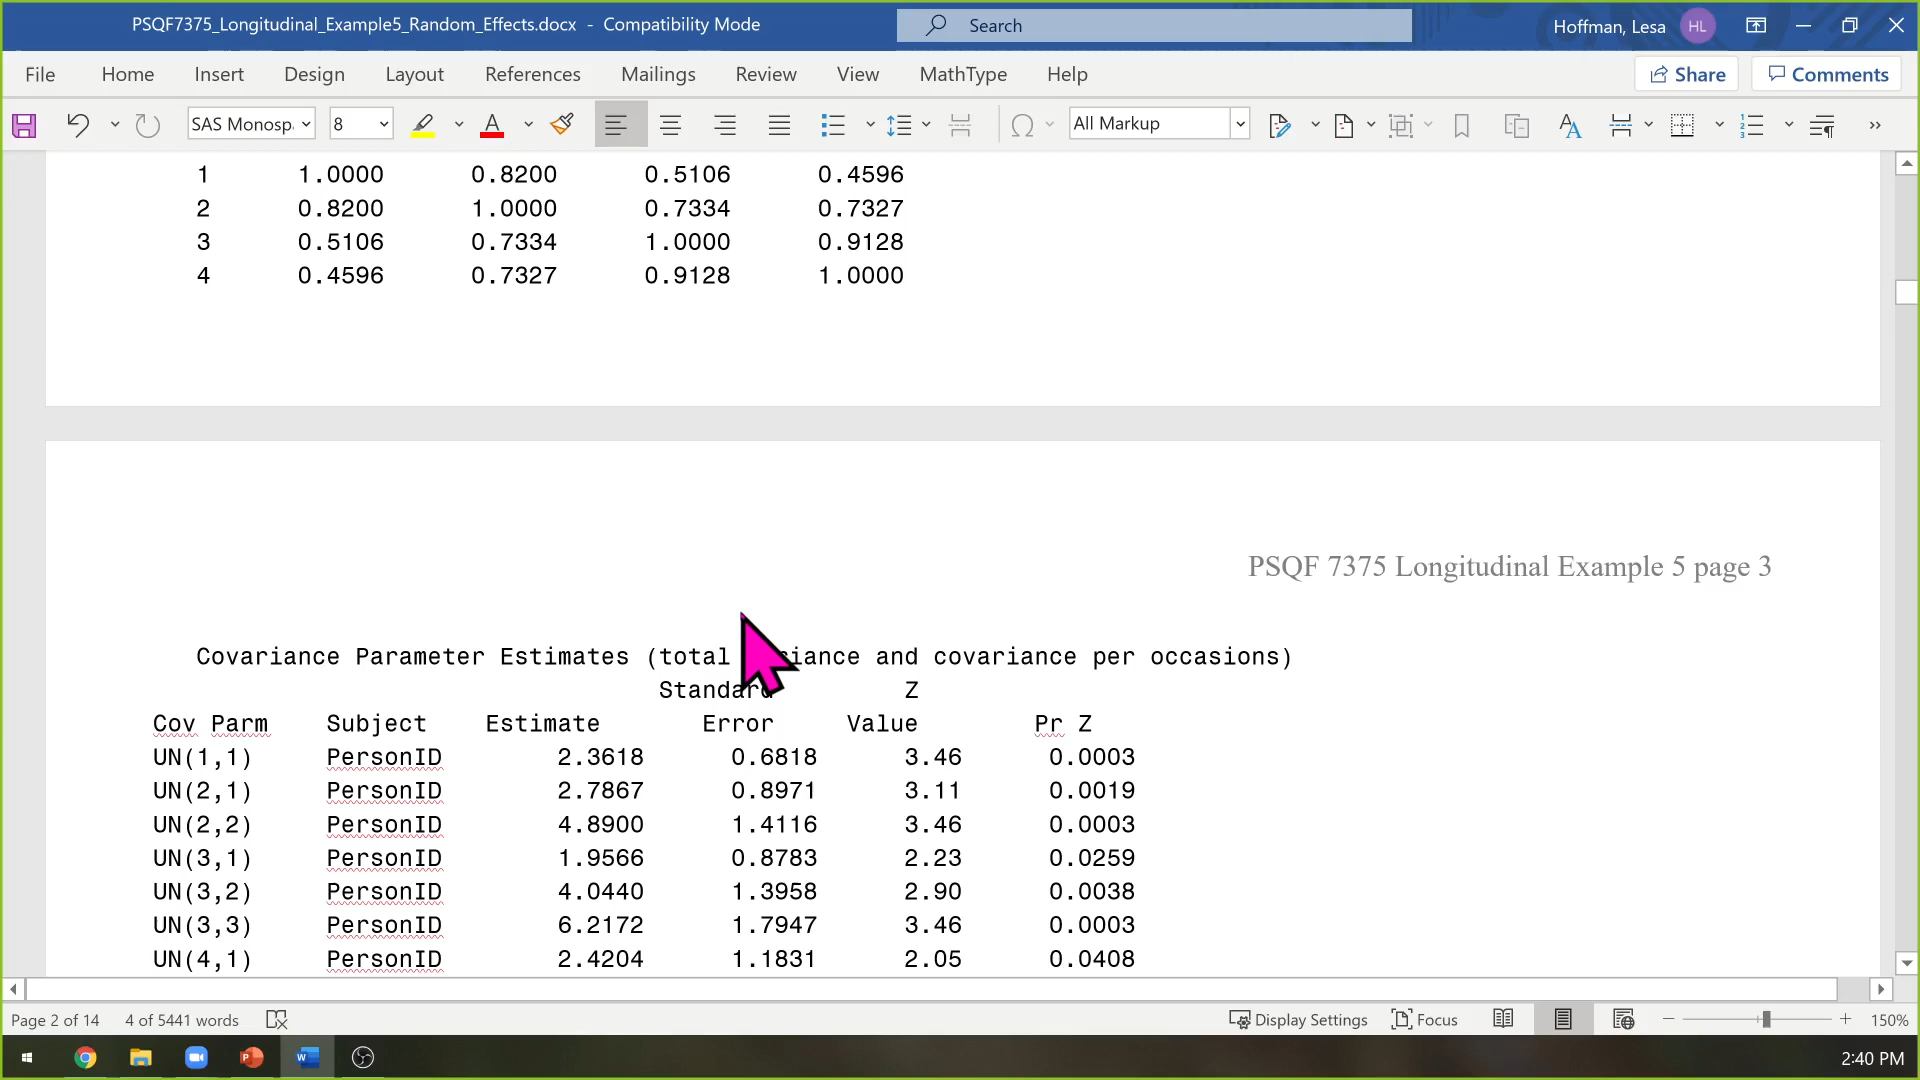 PSQF7375_Longitudinal_Example5_Random_Effects.docx - Compatibility Mode
Search
Hoffman, Lesa HL
File Home Insert Design Layout References Mailings Review View MathType Help
Share Comments
SAS Monosp 8 All Markup
1 1.0000 0.8200 0.5106 0.4596
2 0.8200 1.0000 0.7334 0.7327
3 0.5106 0.7334 1.0000 0.9128
4 0.4596 0.7327 0.9128 1.0000
PSQF 7375 Longitudinal Example 5 page 3
Covariance Parameter Estimates (total and covariance per occasions)
Standard Z
Cov Parm Subject Estimate Error Value Pr Z
UN(1,1) PersonID 2.3618 0.6818 3.46 0.0003
UN(2,1) PersonID 2.7867 0.8971 3.11 0.0019
UN(2,2) PersonID 4.8900 1.4116 3.46 0.0003
UN(3,1) PersonID 1.9566 0.8783 2.23 0.0259
UN(3,2) PersonID 4.0440 1.3958 2.90 0.0038
UN(3,3) PersonID 6.2172 1.7947 3.46 0.0003
UN(4,1) PersonID 2.4204 1.1831 2.05 0.0408
Page 2 of 14 4 of 5441 words
Display Settings Focus 150%
2:40 PM